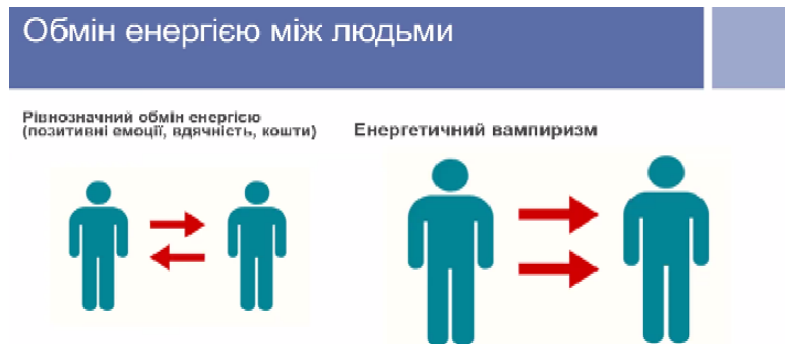 Обмін енергією між людьми
Рівнозначний обмін енергією
(позитивні емоції, вдячність, кошти)
Енергетичний вампиризм